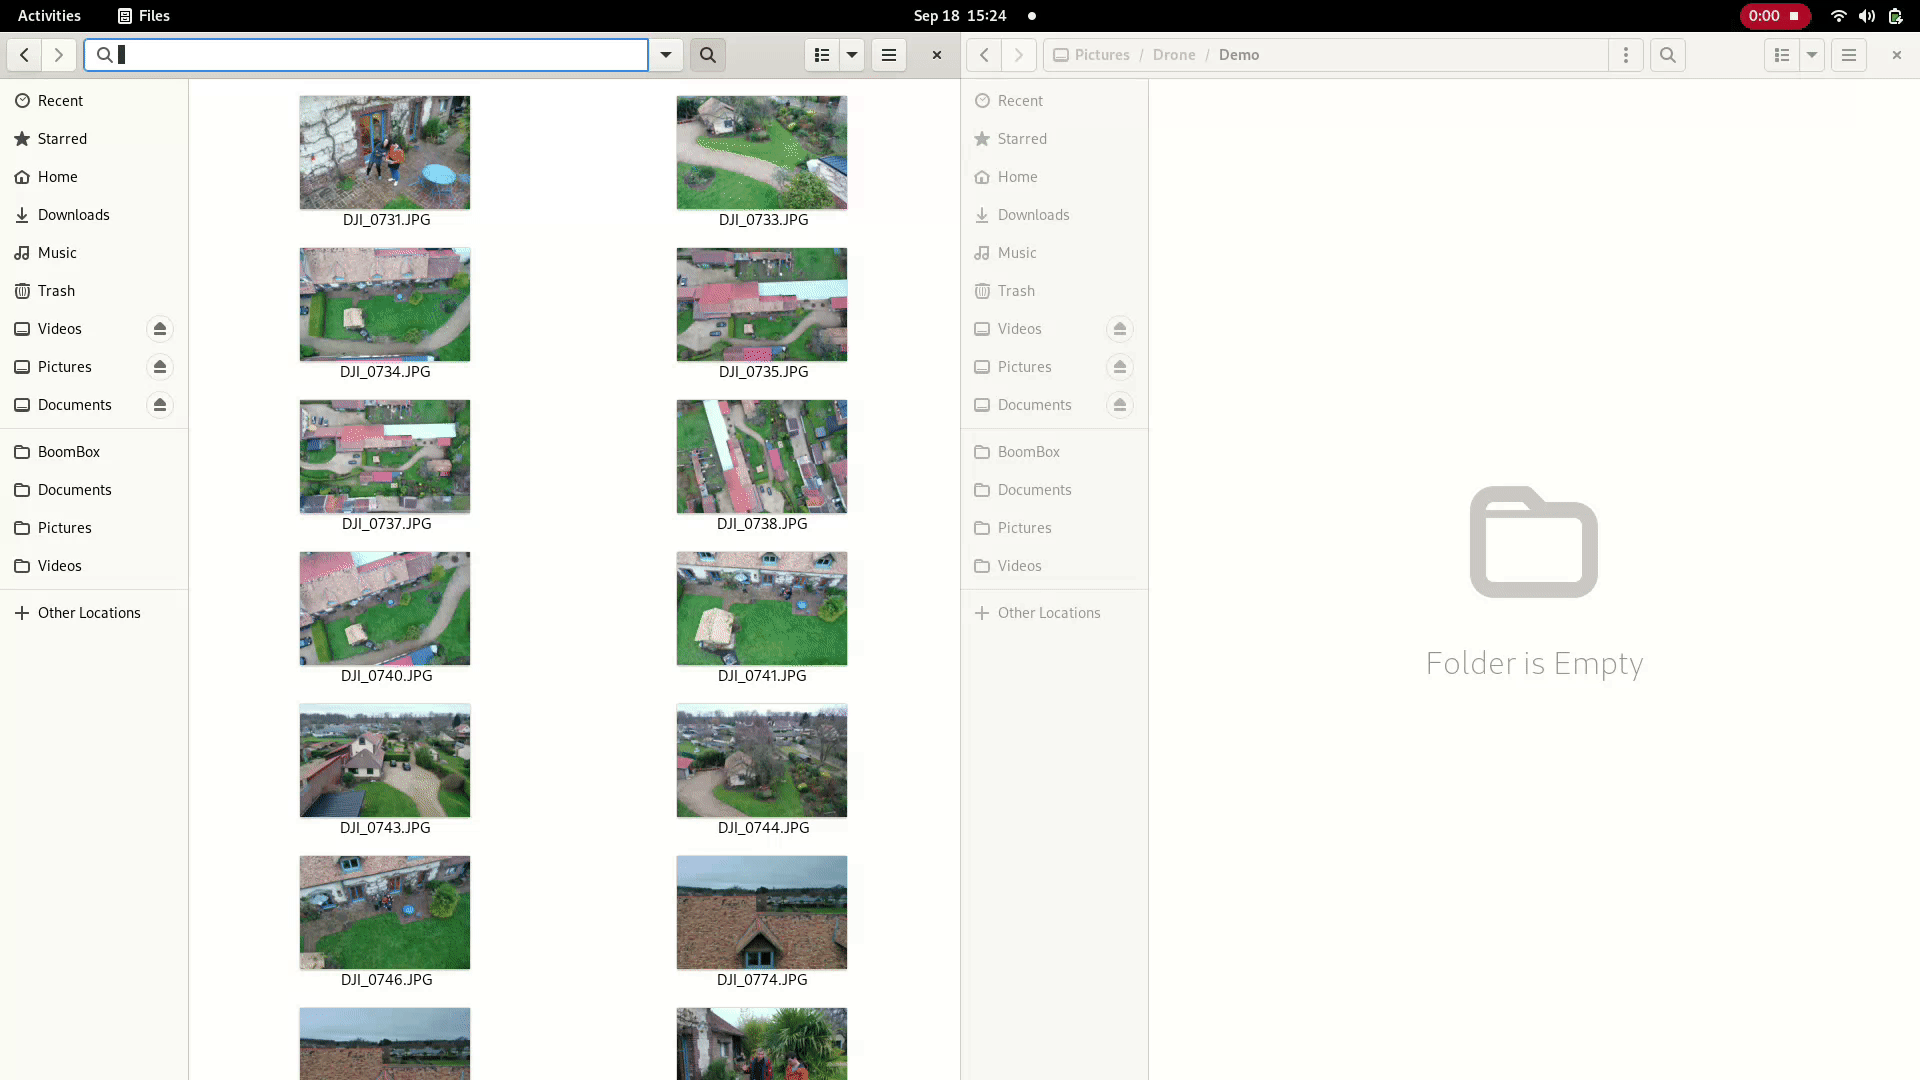 Activities
Files
Sep 18 15:24
0:00
Recent
Starred
Home
Downloads
Music
Trash
Videos
Pictures
Documents
BoomBox
Documents
Pictures
Videos
Other Locations
DJI_0731.JPG
DJI_0733.JPG
DJI_0734.JPG
DJI_0735.JPG
DJI_0737.JPG
DJI_0738.JPG
DJI_0740.JPG
DJI_0741.JPG
DJI_0743.JPG
DJI_0744.JPG
DJI_0746.JPG
DJI_0774.JPG
Pictures / Drone / Demo
Recent
Starred
Home
Downloads
Music
Trash
Videos
Pictures
Documents
BoomBox
Documents
Pictures
Videos
Other Locations
Folder is Empty